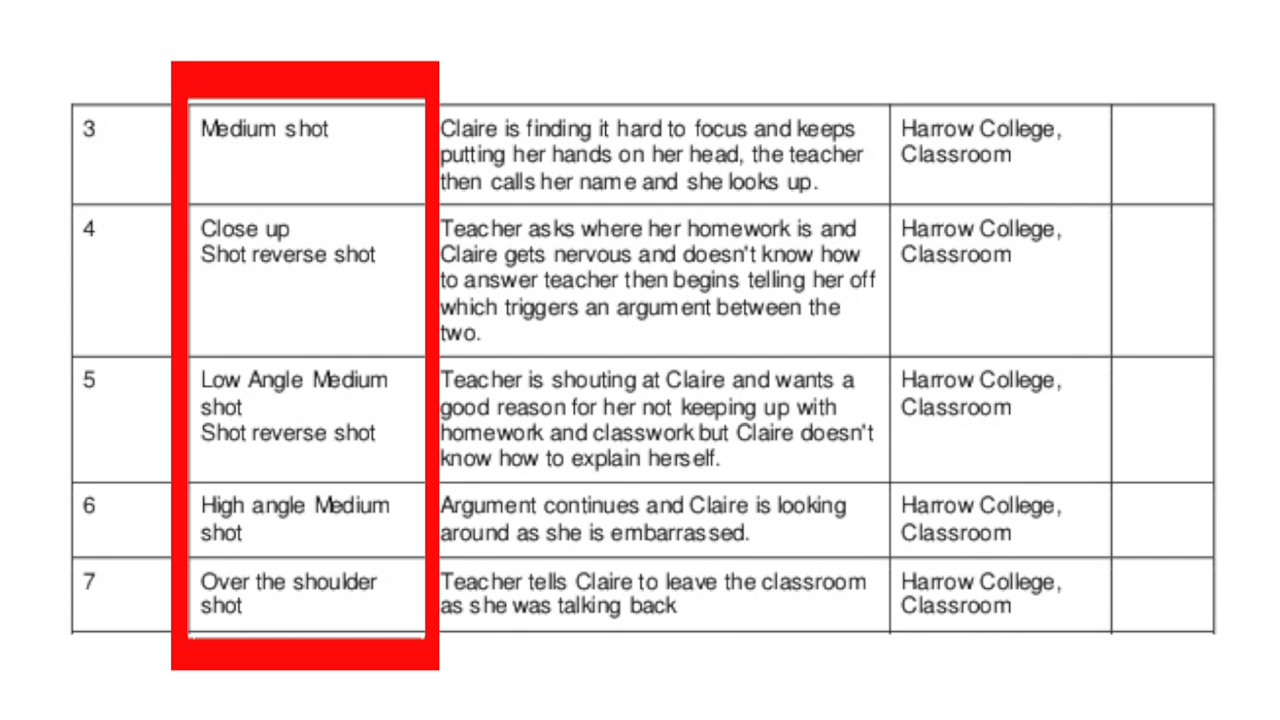 3
Medium shot
Claire is finding it hard to focus and keeps
putting her hands on her head, the teacher
then calls her name and she looks up.
Harrow College,
Classroom
4
Close up
Shot reverse shot
Teacher asks where her homework is and
Claire gets nervous and doesn't know how
to answer teacher then begins telling her off
which triggers an argument between the
two.
Harrow College,
Classroom
5
Low Angle Medium
shot
Shot reverse shot
Teacher is shouting at Claire and wants a
good reason for her not keeping up with
homework and classwork but Claire doesn't
know how to explain herself.
Harrow College,
Classroom
6
High angle Medium
shot
Argument continues and Claire is looking
around as she is embarrassed.
Harrow College,
Classroom
7
Over the shoulder
shot
Teacher tells Claire to leave the classroom
as she was talking back
Harrow College,
Classroom